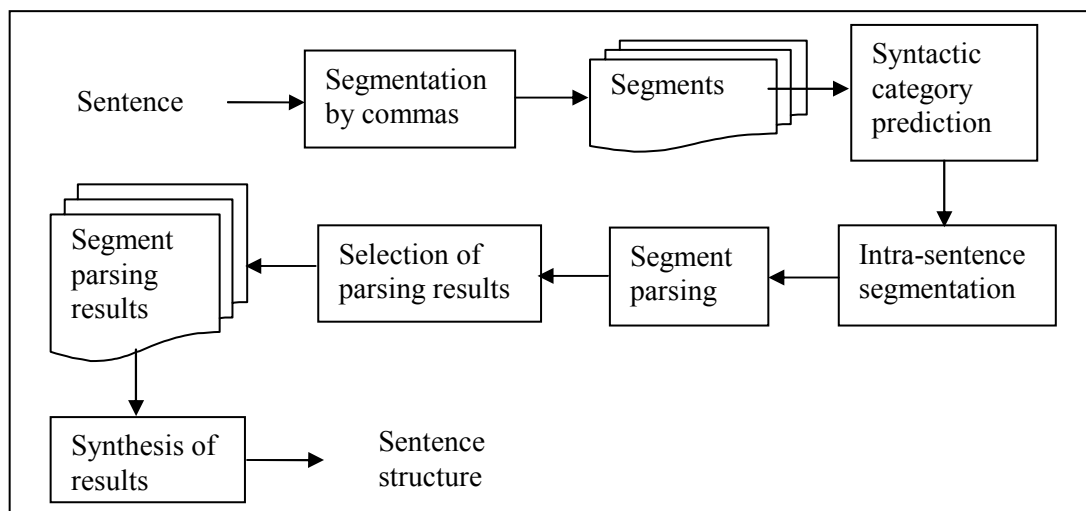 Sentence
Segmentation
by commas
Segments
Syntactic
category
prediction
Intra-sentence
segmentation
Segment
parsing
Selection of
parsing results
Segment
parsing
results
Synthesis of
results
Sentence
structure